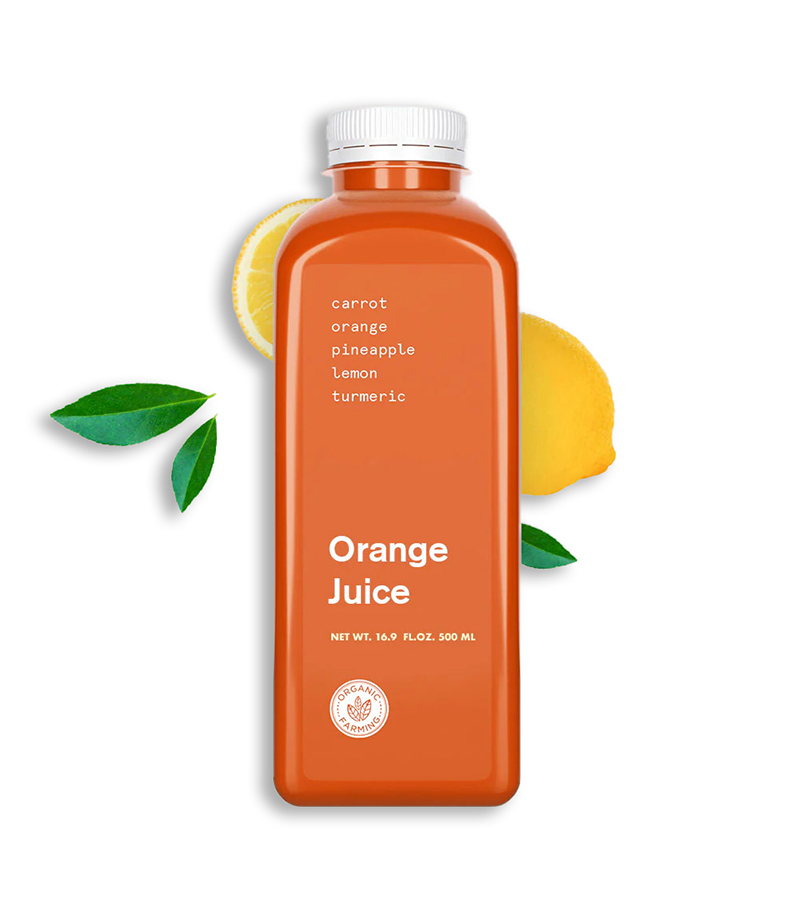 carrot
orange
pineapple
lemon
turmeric
Orange
Juice
NET WT. 16.9 FL.OZ. 500 ML
ORGANIC
FARMING